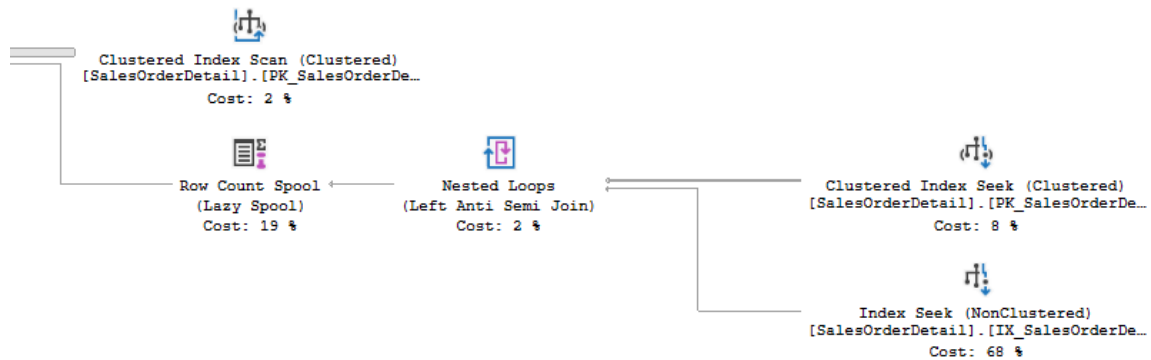 Clustered Index Scan (Clustered)
[SalesOrderDetail].[PK_SalesOrderDe…
Cost: 2 %
Row Count Spool
(Lazy Spool)
Cost: 19 %
Nested Loops
(Left Anti Semi Join)
Cost: 2 %
Clustered Index Seek (Clustered)
[SalesOrderDetail].[PK_SalesOrderDe…
Cost: 8 %
Index Seek (NonClustered)
[SalesOrderDetail].[IX_SalesOrderDe…
Cost: 68 %